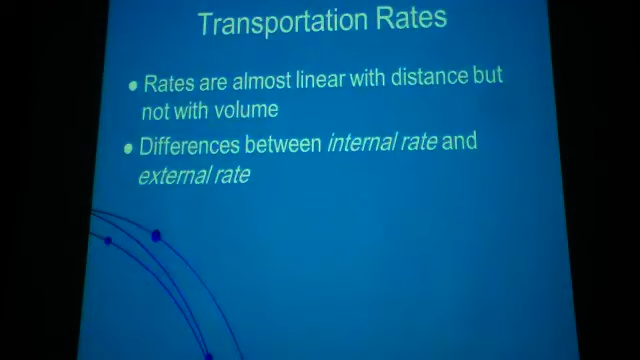 Transportation Rates
● Rates are almost linear with distance but
not with volume
● Differences between internal rate and
external rate